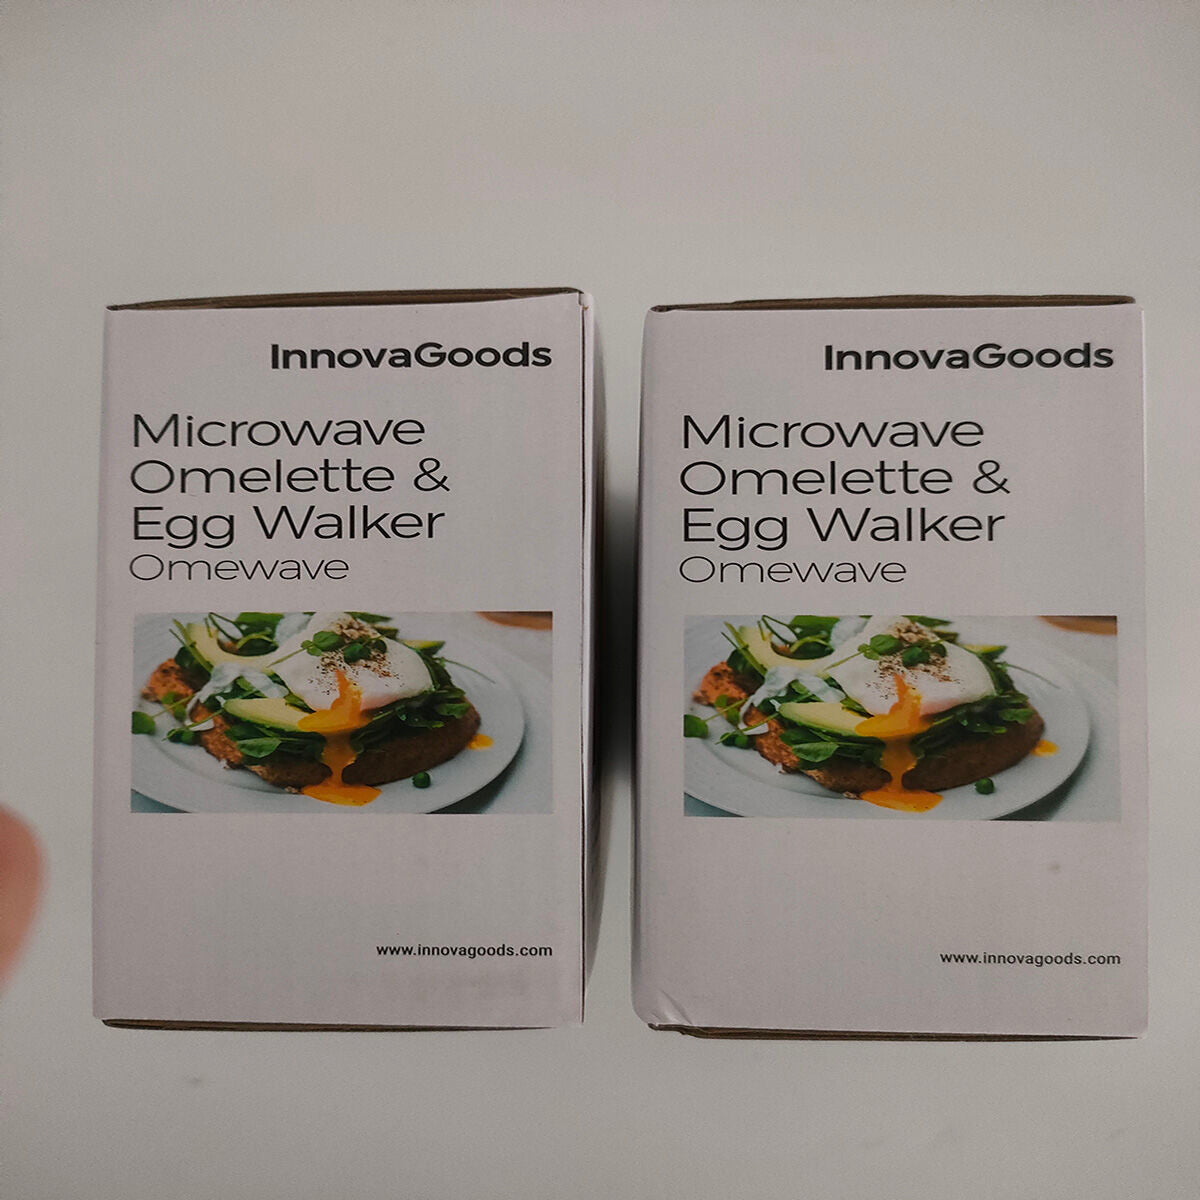 InnovaGoods
Microwave
Omelette &
Egg Walker
Omewave
www.innovagoods.com
InnovaGoods
Microwave
Omelette &
Egg Walker
Omewave
www.innovagoods.com